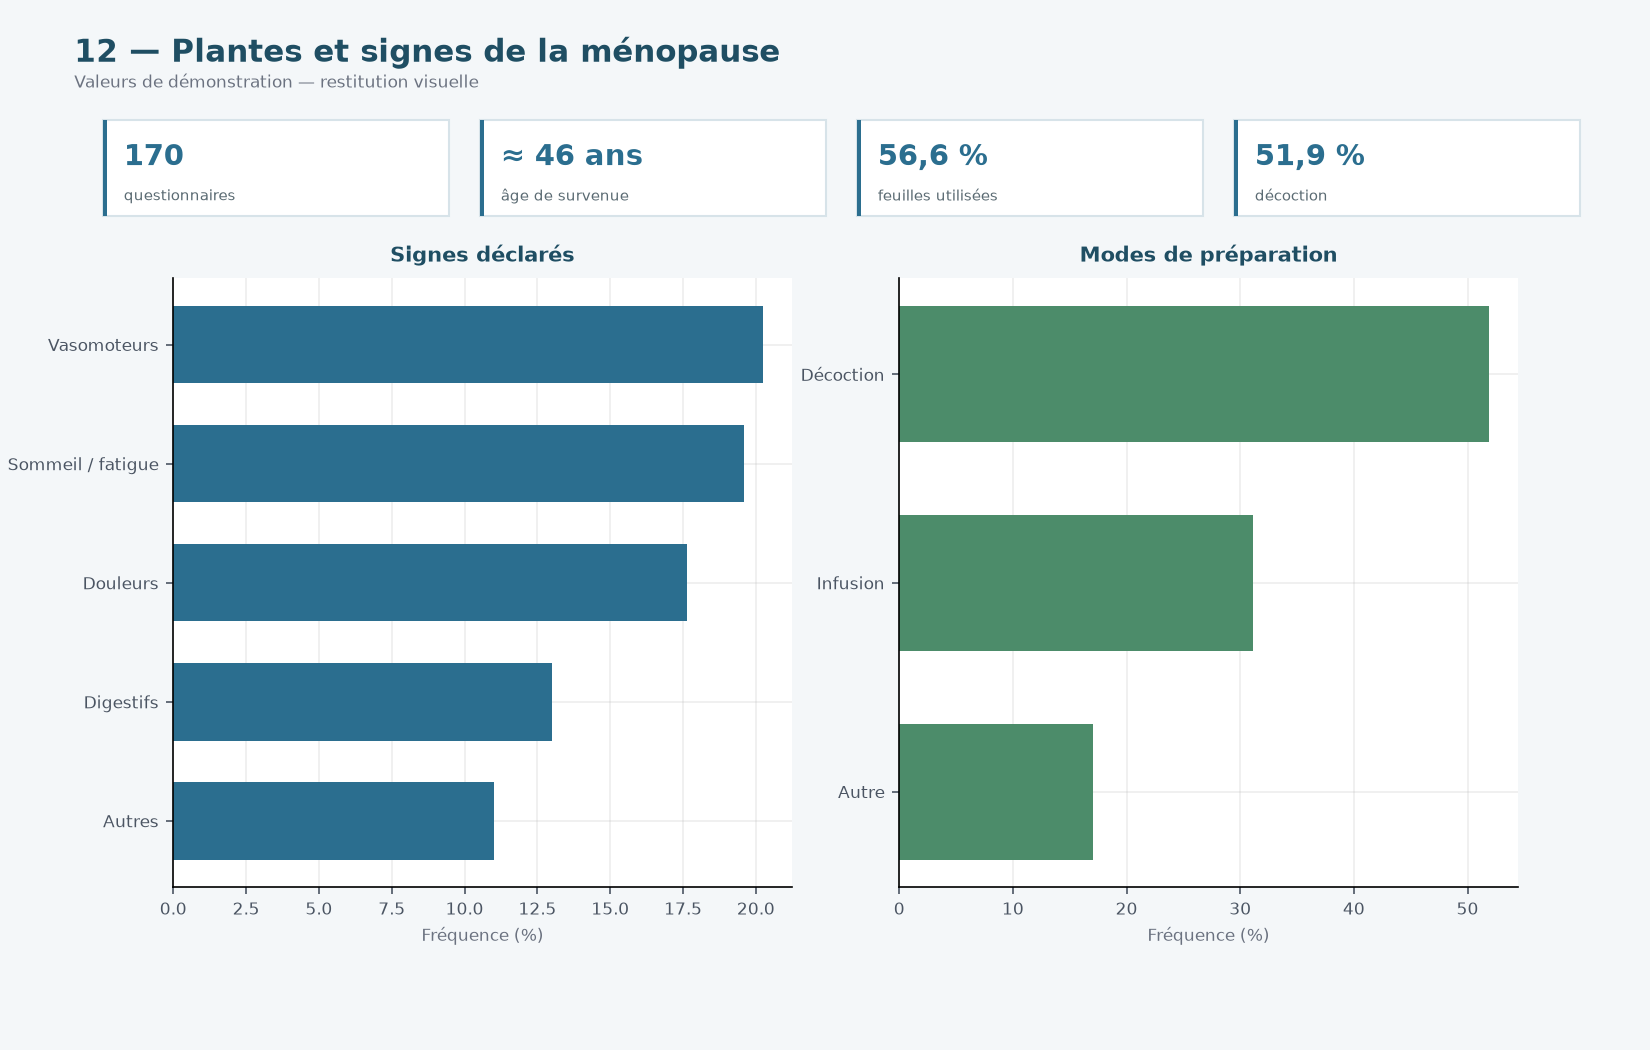 12 — Plantes et signes de la ménopause
Valeurs de démonstration — restitution visuelle
170
questionnaires
≈ 46 ans
âge de survenue
56,6 %
feuilles utilisées
51,9 %
décoction
Signes déclarés
Vasomoteurs
Sommeil / fatigue
Douleurs
Digestifs
Autres
0.0 2.5 5.0 7.5 10.0 12.5 15.0 17.5 20.0
Fréquence (%)
Modes de préparation
Décoction
Infusion
Autre
0 10 20 30 40 50
Fréquence (%)